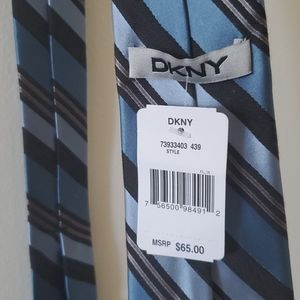 DKNY
DKNY
73933403 439
STYLE
7 56500 98491 2
MSRP $65.00